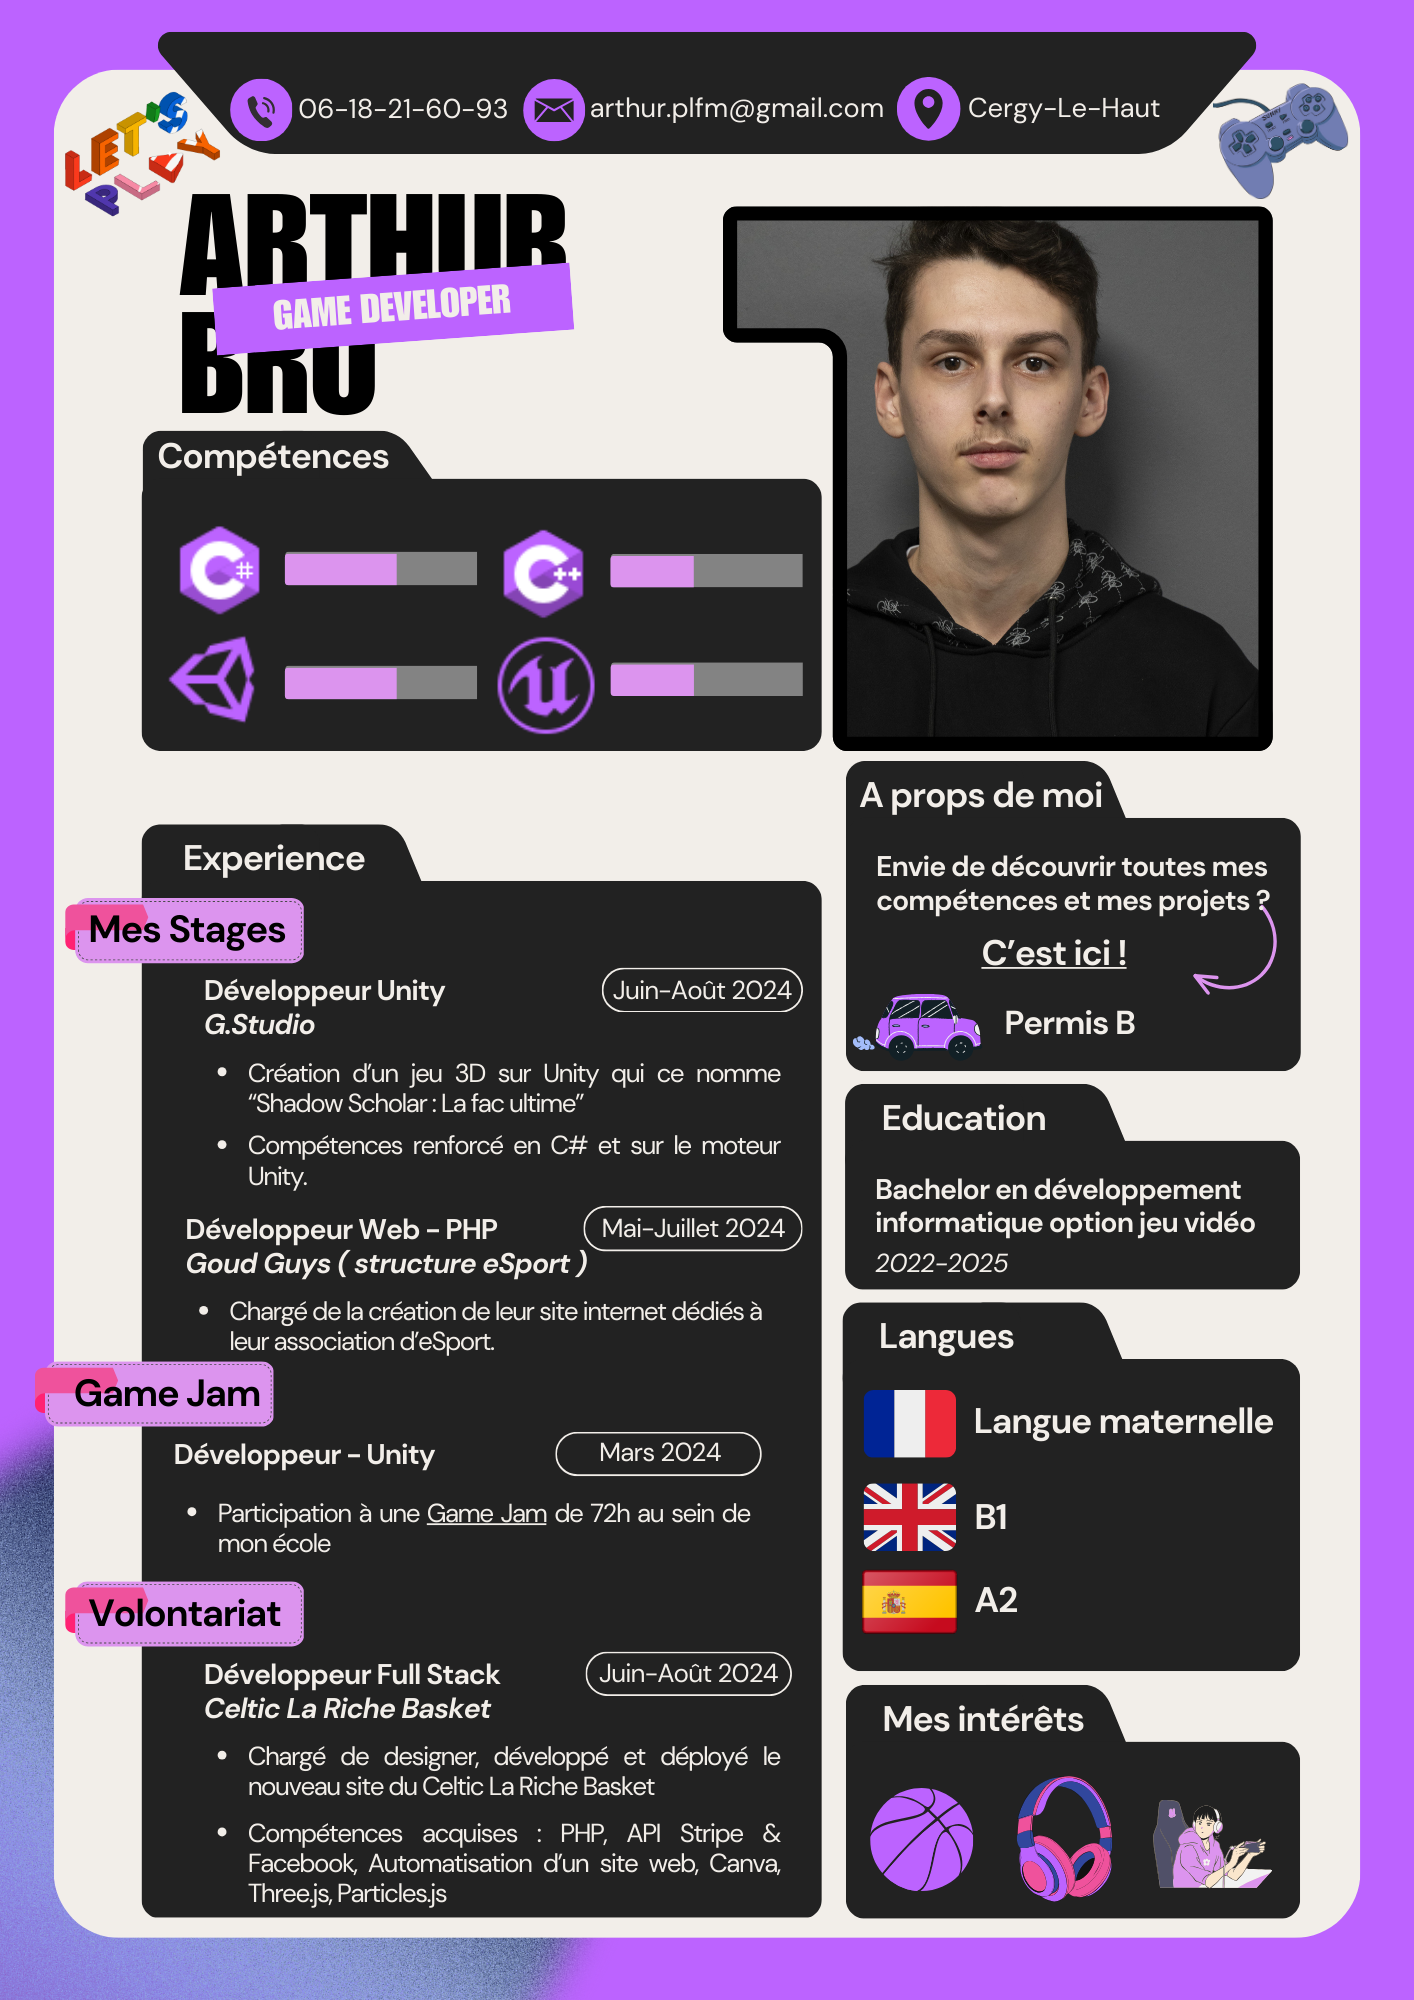 06-18-21-60-93
arthur.plfm@gmail.com
Cergy-Le-Haut
LET'S
PLAY
ARTHUR
GAME DEVELOPER
BRO
Compétences
C#
C++
A props de moi
Envie de découvrir toutes mes
compétences et mes projets ?
C'est ici !
Permis B
Experience
Mes Stages
Développeur Unity
Juin-Août 2024
G.Studio
• Création d'un jeu 3D sur Unity qui ce nomme
“Shadow Scholar : La fac ultime”
• Compétences renforcé en C# et sur le moteur
Unity.
Développeur Web - PHP
Mai-Juillet 2024
Goud Guys ( structure eSport )
• Chargé de la création de leur site internet dédiés à
leur association d'eSport.
Game Jam
Développeur - Unity
Mars 2024
• Participation à une Game Jam de 72h au sein de
mon école
Volontariat
Développeur Full Stack
Juin-Août 2024
Celtic La Riche Basket
• Chargé de designer, développé et déployé le
nouveau site du Celtic La Riche Basket
• Compétences acquises : PHP, API Stripe &
Facebook, Automatisation d'un site web, Canva,
Three.js, Particles.js
Education
Bachelor en développement
informatique option jeu vidéo
2022-2025
Langues
Langue maternelle
B1
A2
Mes intérêts